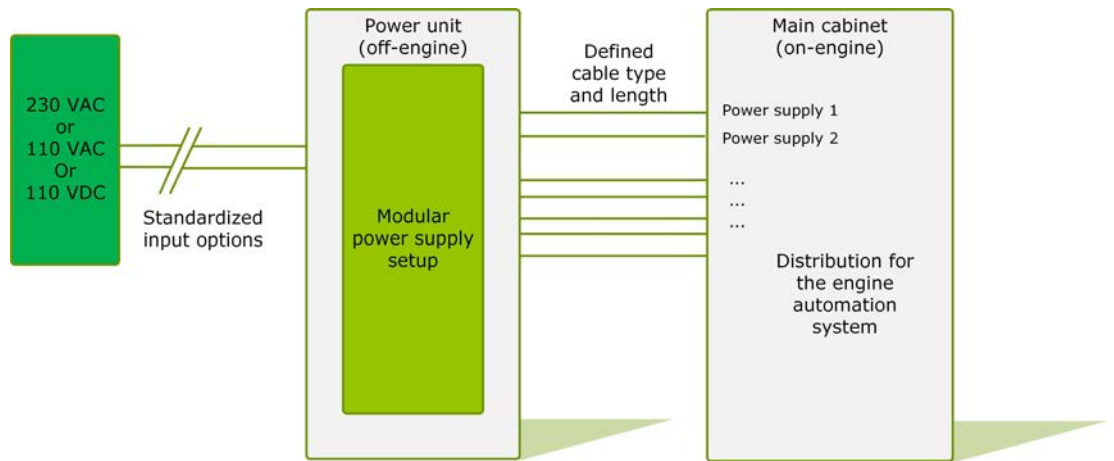 230 VAC
or
110 VAC
Or
110 VDC
Standardized
input options
Power unit
(off-engine)
Modular
power supply
setup
Defined
cable type
and length
Main cabinet
(on-engine)
Power supply 1
Power supply 2
...
...
...
Distribution for
the engine
automation
system